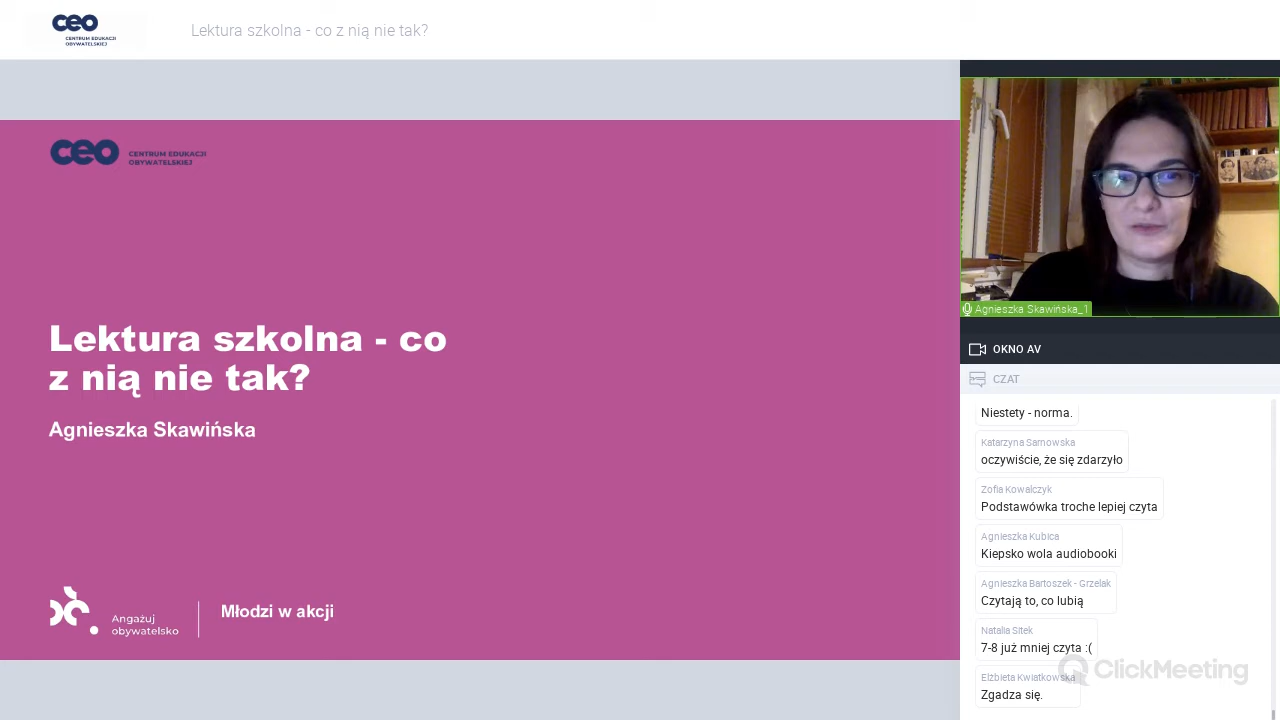 ceo
CENTRUM EDUKACJI
OBYWATELSKIEJ
Lektura szkolna - co z nią nie tak?
ceo
CENTRUM EDUKACJI
OBYWATELSKIEJ
Lektura szkolna - co
z nią nie tak?
Agnieszka Skawińska
Angażuj
obywatelsko
Młodzi w akcji
Agnieszka Skawińska_1
OKNO AV
CZAT
Niestety - norma.
Katarzyna Sarnowska
oczywiście, że się zdarzyło
Zofia Kowalczyk
Podstawówka troche lepiej czyta
Agnieszka Kubica
Kiepsko wola audiobooki
Agnieszka Bartoszek - Grzelak
Czytają to, co lubią
Natalia Sitek
7-8 już mniej czyta :(
Elżbieta Kwiatkowska
Zgadza się.
ClickMeeting